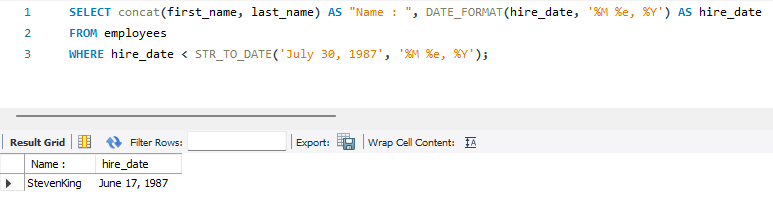 1 SELECT concat(first_name, last_name) AS "Name : ", DATE_FORMAT(hire_date, '%M %e, %Y') AS hire_date
2 FROM employees
3 WHERE hire_date < STR_TO_DATE('July 30, 1987', '%M %e, %Y');
Result Grid Filter Rows: Export: Wrap Cell Content: IA
Name : hire_date
StevenKing June 17, 1987